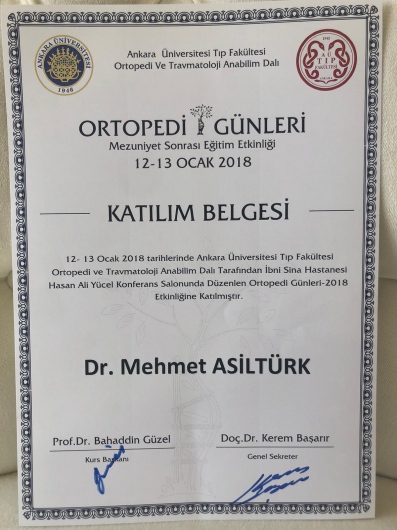 ANKARA ÜNİVERSİTESİ
1946
Ankara Üniversitesi Tıp Fakültesi
Ortopedi Ve Travmatoloji Anabilim Dalı
TIP
FAKÜLTESİ
ORTOPEDİ GÜNLERİ
Mezuniyet Sonrası Eğitim Etkinliği
12-13 OCAK 2018
KATILIM BELGESİ
12- 13 Ocak 2018 tarihlerinde Ankara Üniversitesi Tıp Fakültesi
Ortopedi ve Travmatoloji Anabilim Dalı Tarafından İbni Sina Hastanesi
Hasan Ali Yücel Konferans Salonunda Düzenlen Ortopedi Günleri-2018
Etkinliğine Katılmıştır.
Dr. Mehmet ASİLTÜRK
Prof.Dr. Bahaddin Güzel
Kurs Başkanı
Doç.Dr. Kerem Başarır
Genel Sekreter